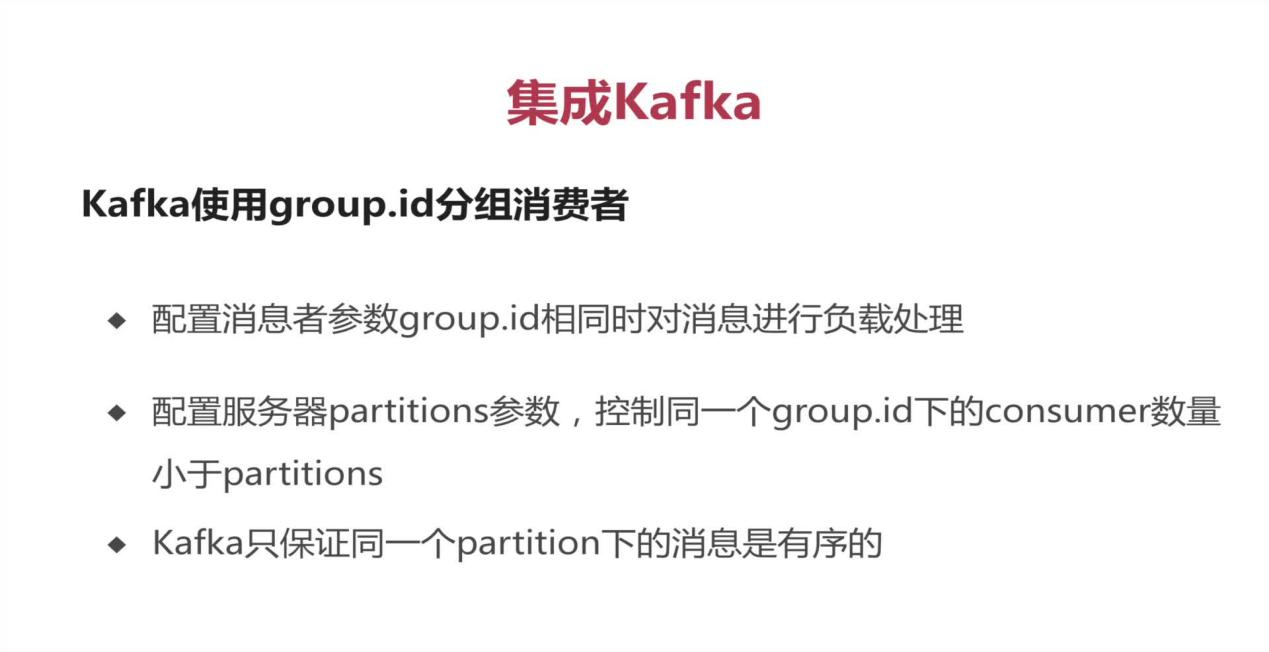 集成Kafka
Kafka使用group.id分组消费者
◆ 配置消息者参数group.id相同时对消息进行负载处理
◆ 配置服务器partitions参数，控制同一个group.id下的consumer数量
小于partitions
◆ Kafka只保证同一个partition下的消息是有序的